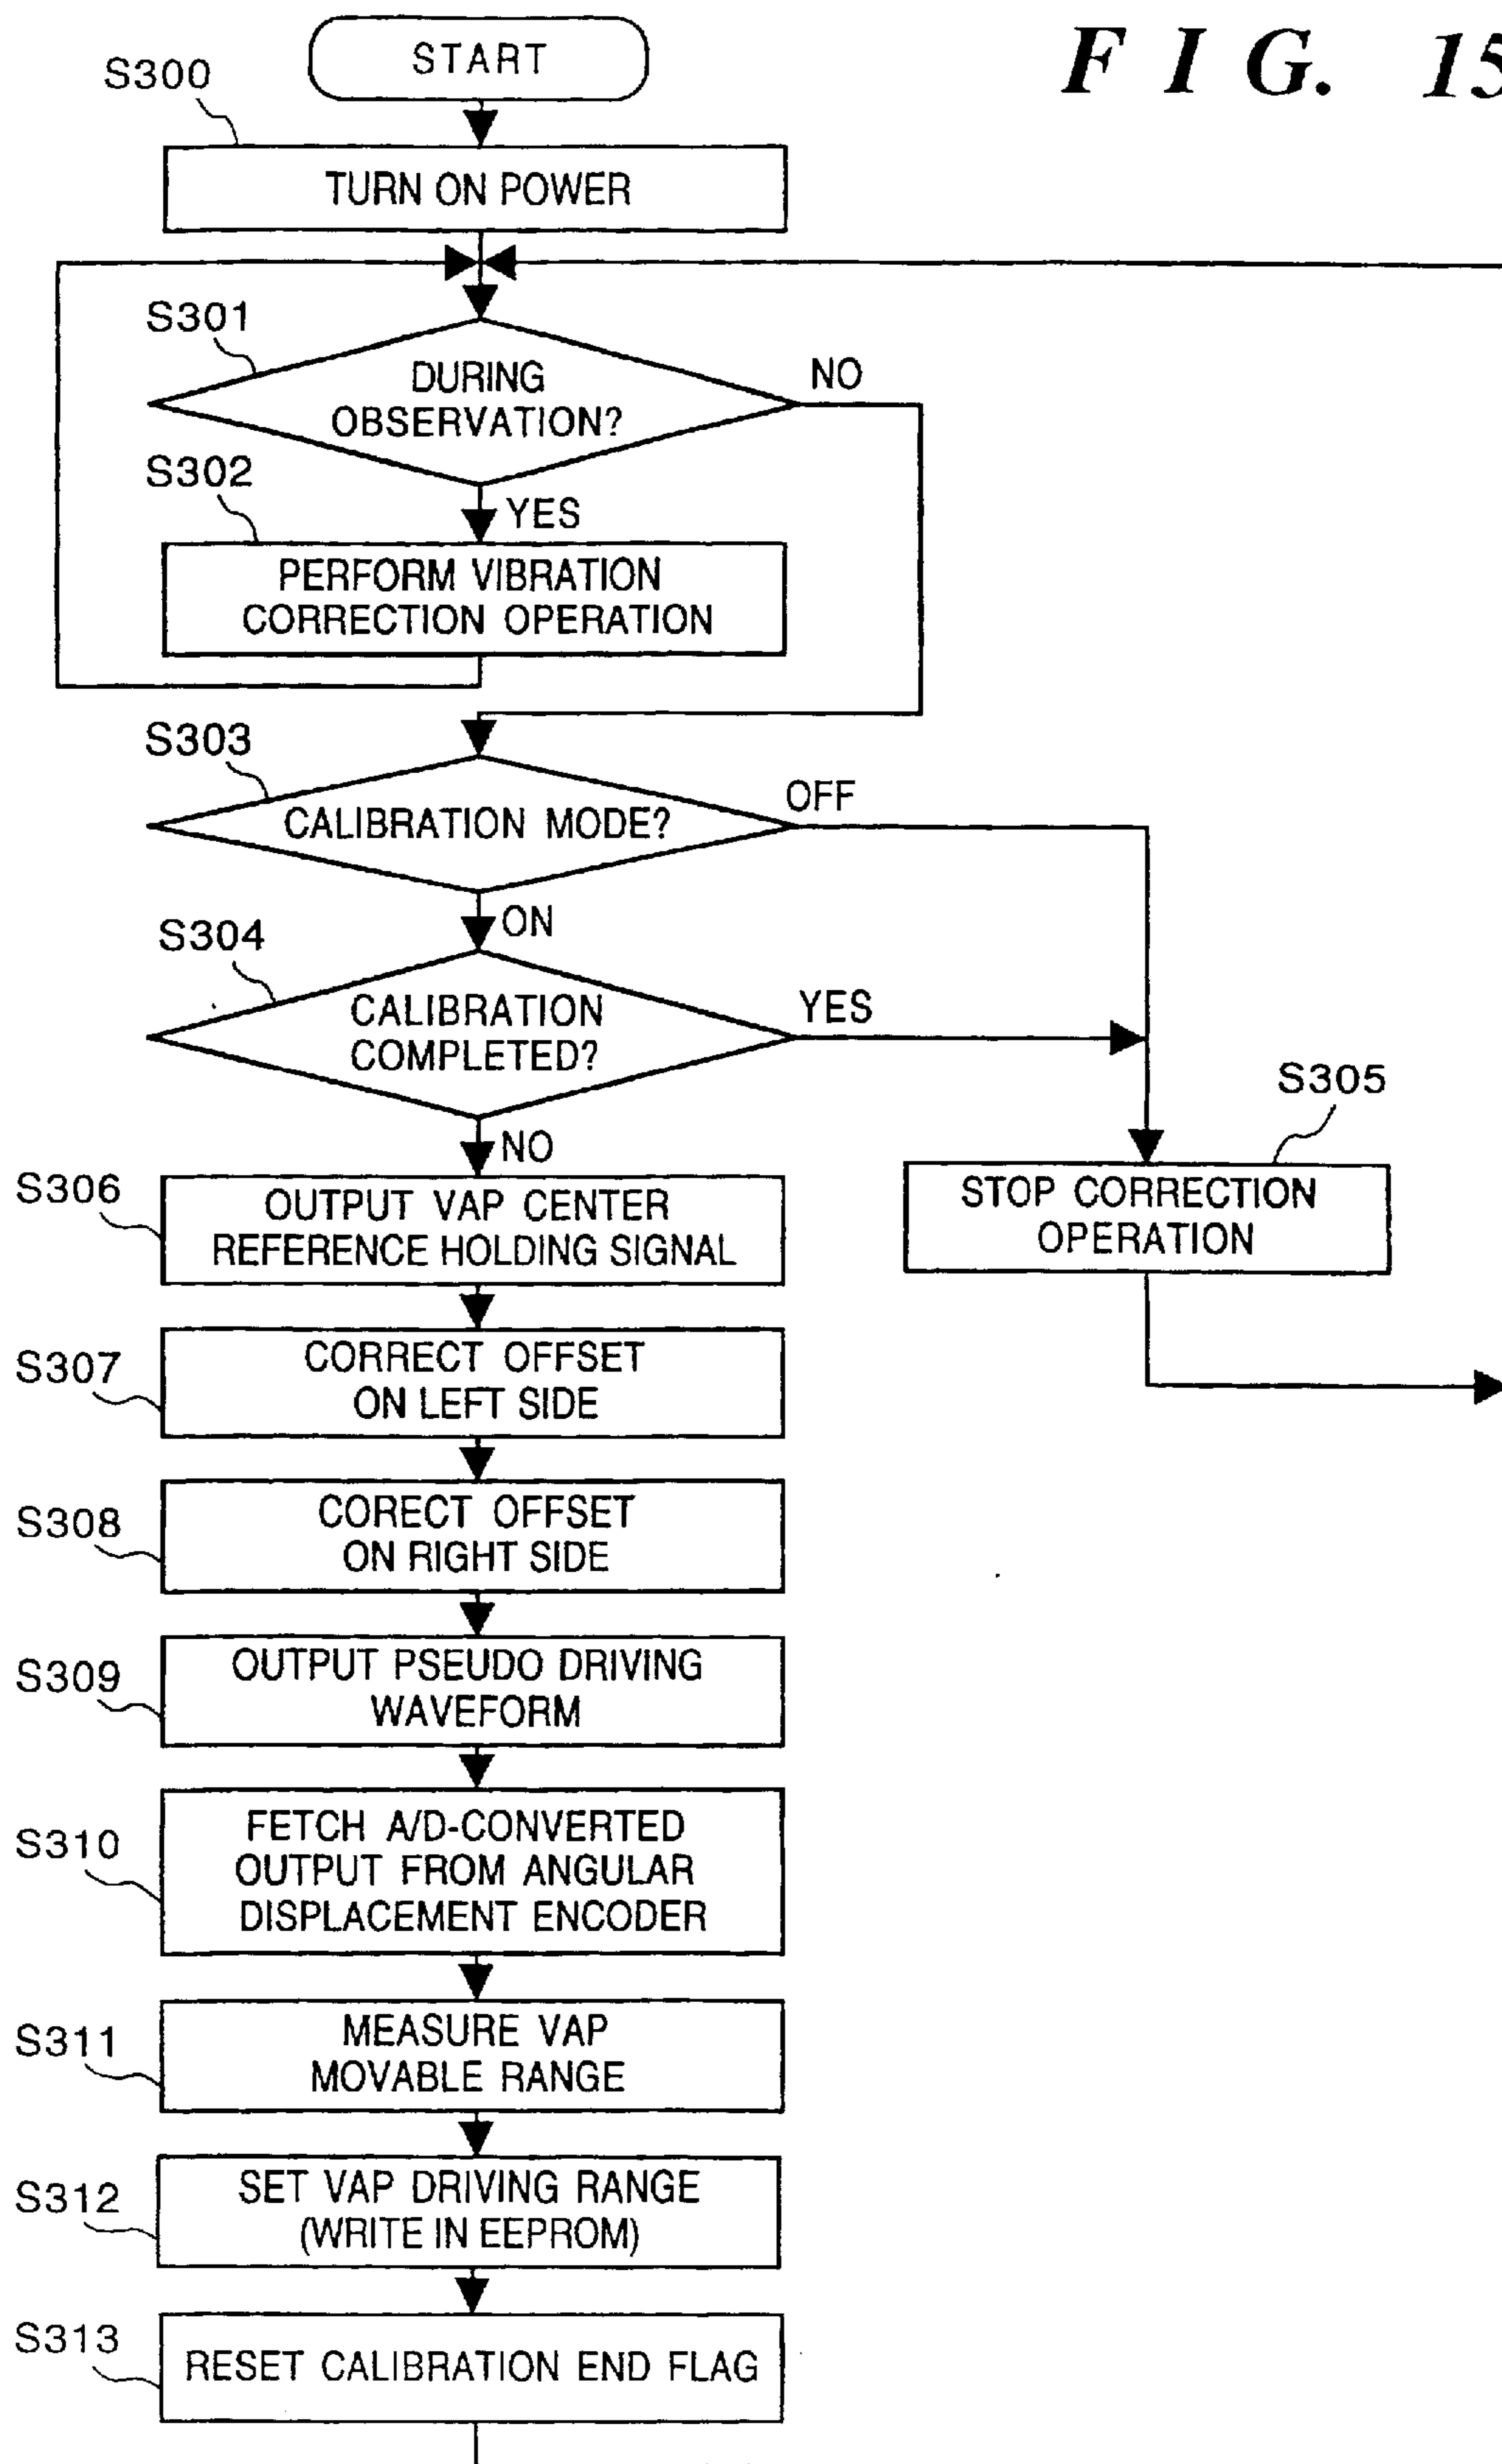 FIG. 15
START
S300
TURN ON POWER
S301
DURING
OBSERVATION?
NO
S302
YES
PERFORM VIBRATION
CORRECTION OPERATION
S303
CALIBRATION MODE?
OFF
ON
S304
CALIBRATION
COMPLETED?
YES
S305
STOP CORRECTION
OPERATION
NO
S306
OUTPUT VAP CENTER
REFERENCE HOLDING SIGNAL
S307
CORRECT OFFSET
ON LEFT SIDE
S308
CORECT OFFSET
ON RIGHT SIDE
S309
OUTPUT PSEUDO DRIVING
WAVEFORM
S310
FETCH A/D-CONVERTED
OUTPUT FROM ANGULAR
DISPLACEMENT ENCODER
S311
MEASURE VAP
MOVABLE RANGE
S312
SET VAP DRIVING RANGE
(WRITE IN EEPROM)
S313
RESET CALIBRATION END FLAG